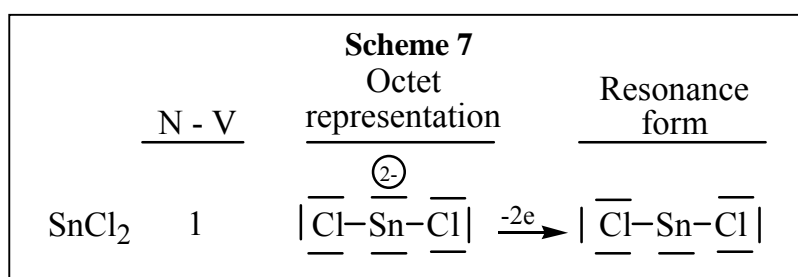 Scheme 7
N - V
Octet representation
Resonance form
2-
SnCl₂ 1 |Cl–Sn–Cl| -2e |Cl–Sn–Cl|